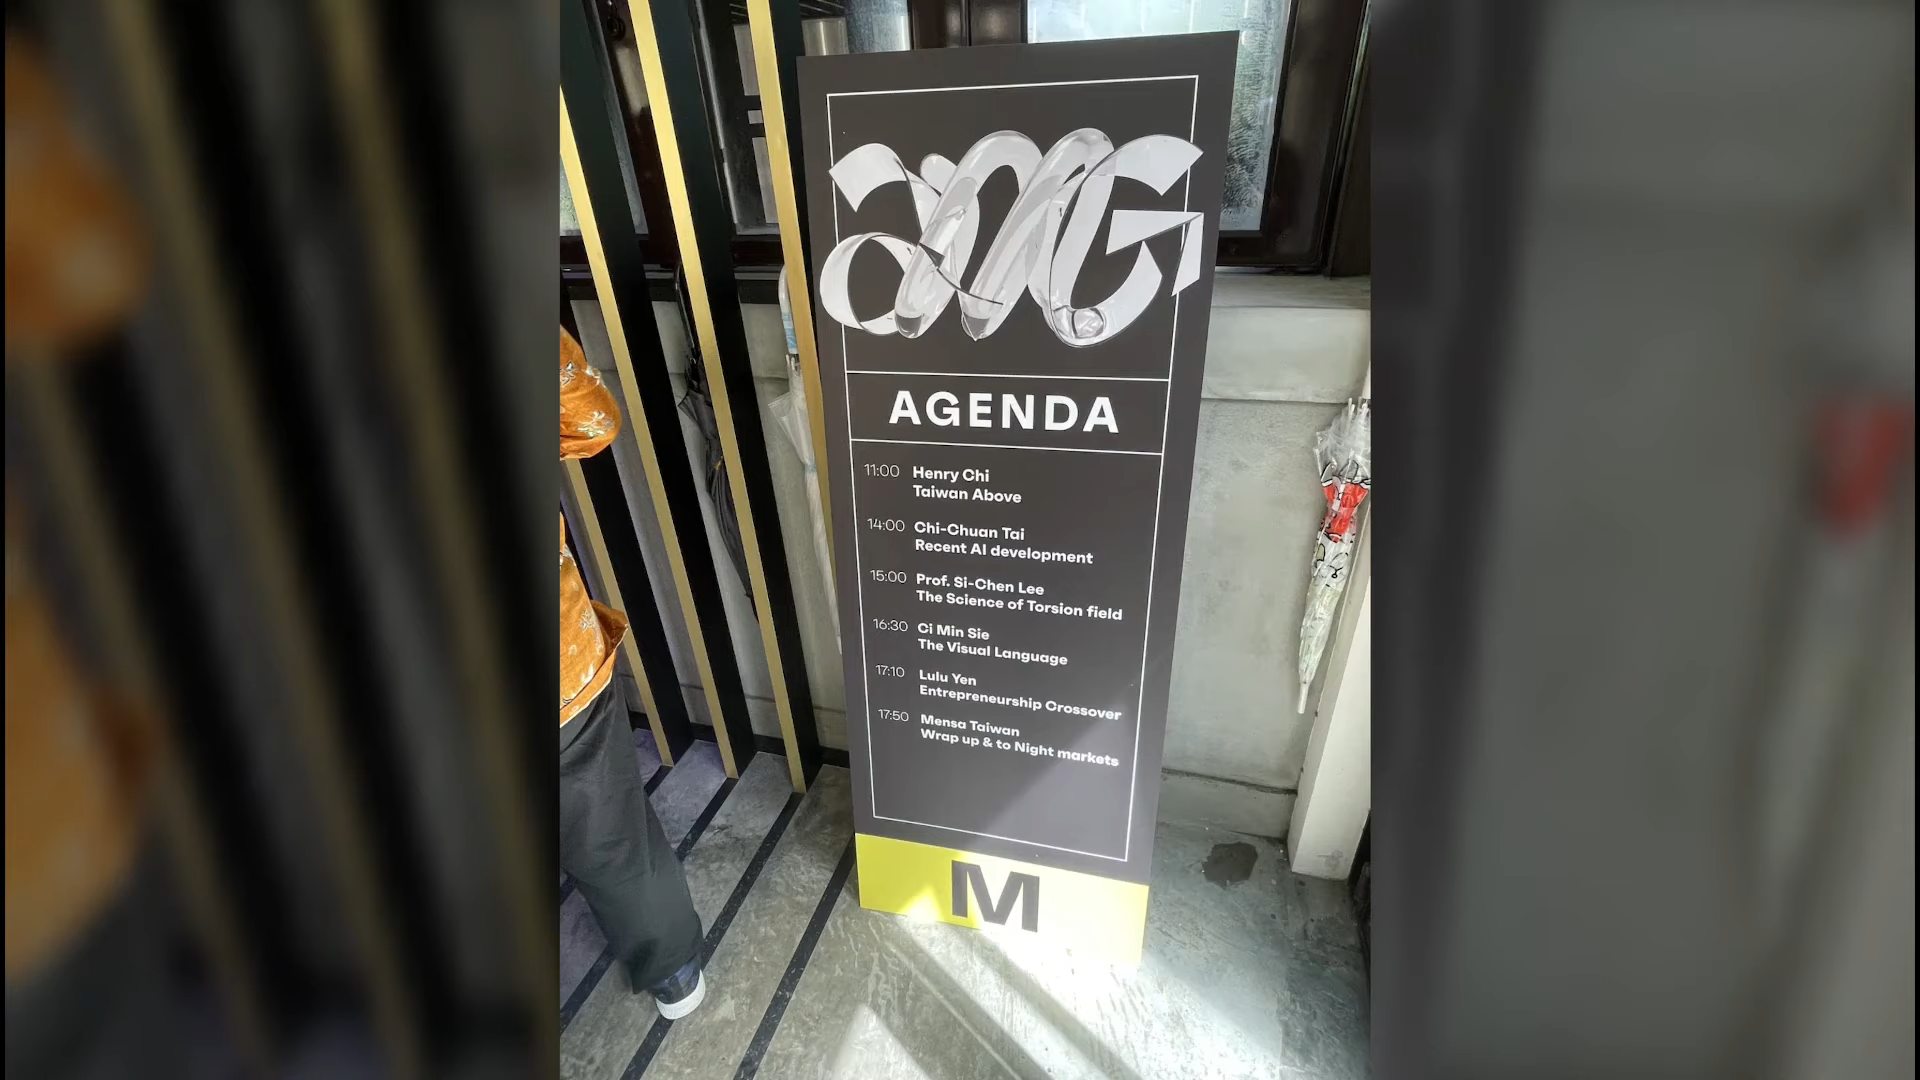 AMG
AGENDA
11:00 Henry Chi
Taiwan Above
14:00 Chi-Chuan Tai
Recent AI development
15:00 Prof. Si-Chen Lee
The Science of Torsion field
16:30 Ci Min Sie
The Visual Language
17:10 Lulu Yen
Entrepreneurship Crossover
17:50 Mensa Taiwan
Wrap up & to Night markets
M